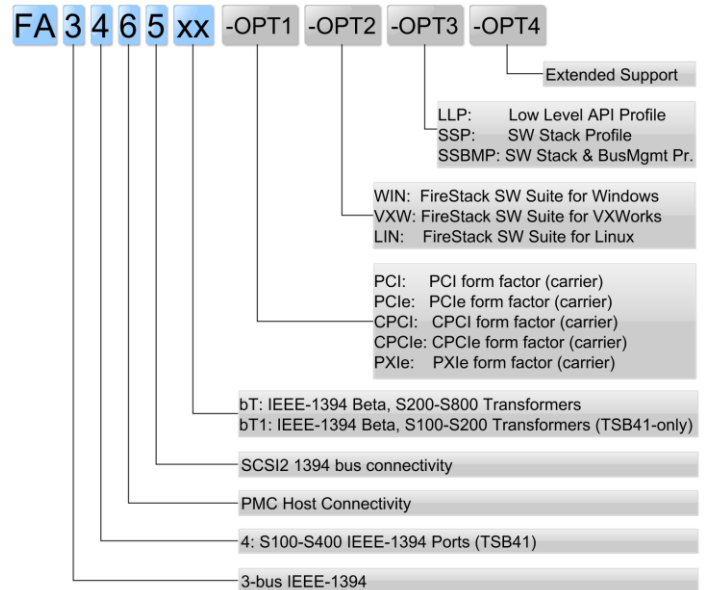 FA 3 4 6 5 xx -OPT1 -OPT2 -OPT3 -OPT4
Extended Support
LLP: Low Level API Profile
SSP: SW Stack Profile
SSBMP: SW Stack & BusMgmt Pr.
WIN: FireStack SW Suite for Windows
VXW: FireStack SW Suite for VXWorks
LIN: FireStack SW Suite for Linux
PCI: PCI form factor (carrier)
PCIe: PCIe form factor (carrier)
CPCI: CPCI form factor (carrier)
CPCIe: CPCIe form factor (carrier)
PXIe: PXIe form factor (carrier)
bT: IEEE-1394 Beta, S200-S800 Transformers
bT1: IEEE-1394 Beta, S100-S200 Transformers (TSB41-only)
SCSI2 1394 bus connectivity
PMC Host Connectivity
4: S100-S400 IEEE-1394 Ports (TSB41)
3-bus IEEE-1394